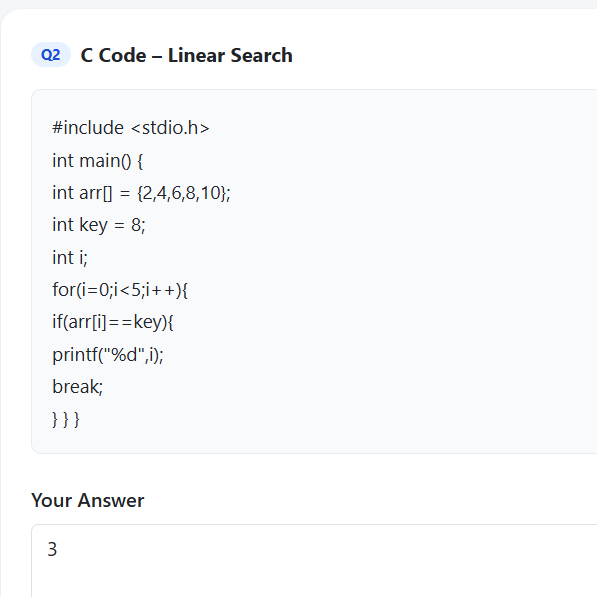 Q2 C Code – Linear Search
#include <stdio.h>
int main() {
int arr[] = {2,4,6,8,10};
int key = 8;
int i;
for(i=0;i<5;i++){
if(arr[i]==key){
printf("%d",i);
break;
} } }
Your Answer
3